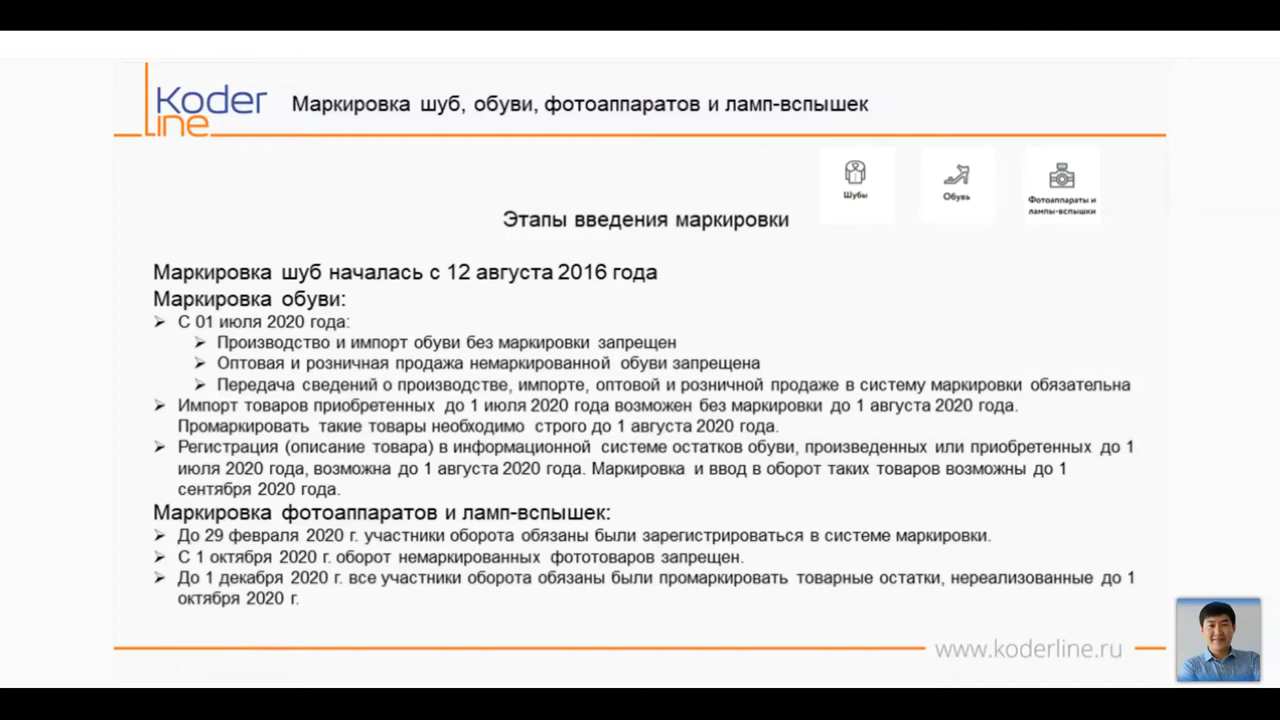 Koder
line
Маркировка шуб, обуви, фотоаппаратов и ламп-вспышек
Шубы
Обувь
Фотоаппараты и
лампы-вспышки
Этапы введения маркировки
Маркировка шуб началась с 12 августа 2016 года
Маркировка обуви:
С 01 июля 2020 года:
Производство и импорт обуви без маркировки запрещен
Оптовая и розничная продажа немаркированной обуви запрещена
Передача сведений о производстве, импорте, оптовой и розничной продаже в систему маркировки обязательна
Импорт товаров приобретенных до 1 июля 2020 года возможен без маркировки до 1 августа 2020 года.
Промаркировать такие товары необходимо строго до 1 августа 2020 года.
Регистрация (описание товара) в информационной системе остатков обуви, произведенных или приобретенных до 1
июля 2020 года, возможна до 1 августа 2020 года. Маркировка и ввод в оборот таких товаров возможны до 1
сентября 2020 года.
Маркировка фотоаппаратов и ламп-вспышек:
До 29 февраля 2020 г. участники оборота обязаны были зарегистрироваться в системе маркировки.
С 1 октября 2020 г. оборот немаркированных фототоваров запрещен.
До 1 декабря 2020 г. все участники оборота обязаны были промаркировать товарные остатки, нереализованные до 1
октября 2020 г.
www.koderline.ru